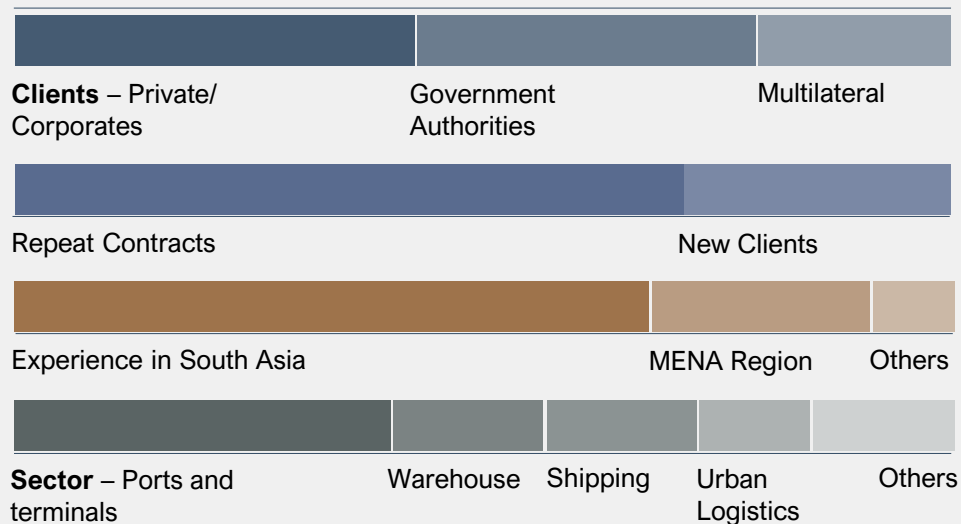 Clients – Private/
Corporates
Government
Authorities
Multilateral
Repeat Contracts
New Clients
Experience in South Asia
MENA Region
Others
Sector – Ports and
terminals
Warehouse
Shipping
Urban
Logistics
Others